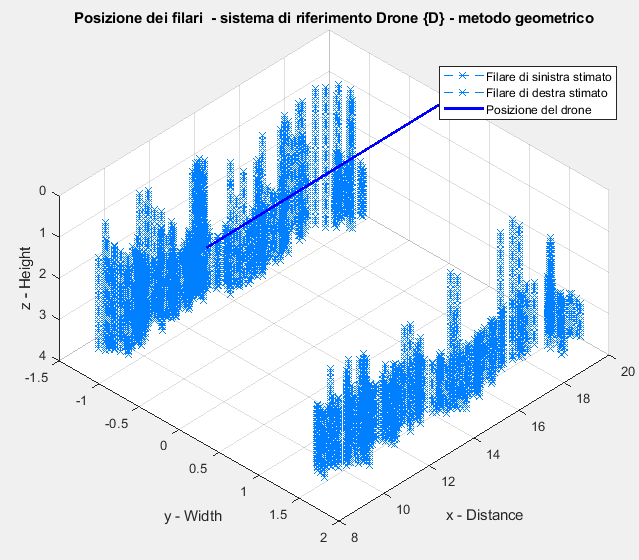 Posizione dei filari - sistema di riferimento Drone {D} - metodo geometrico
Filare di sinistra stimato
Filare di destra stimato
Posizione del drone
z - Height
0
1
2
3
4
y - Width
-1.5
-1
-0.5
0
0.5
1
1.5
2
x - Distance
8
10
12
14
16
18
20